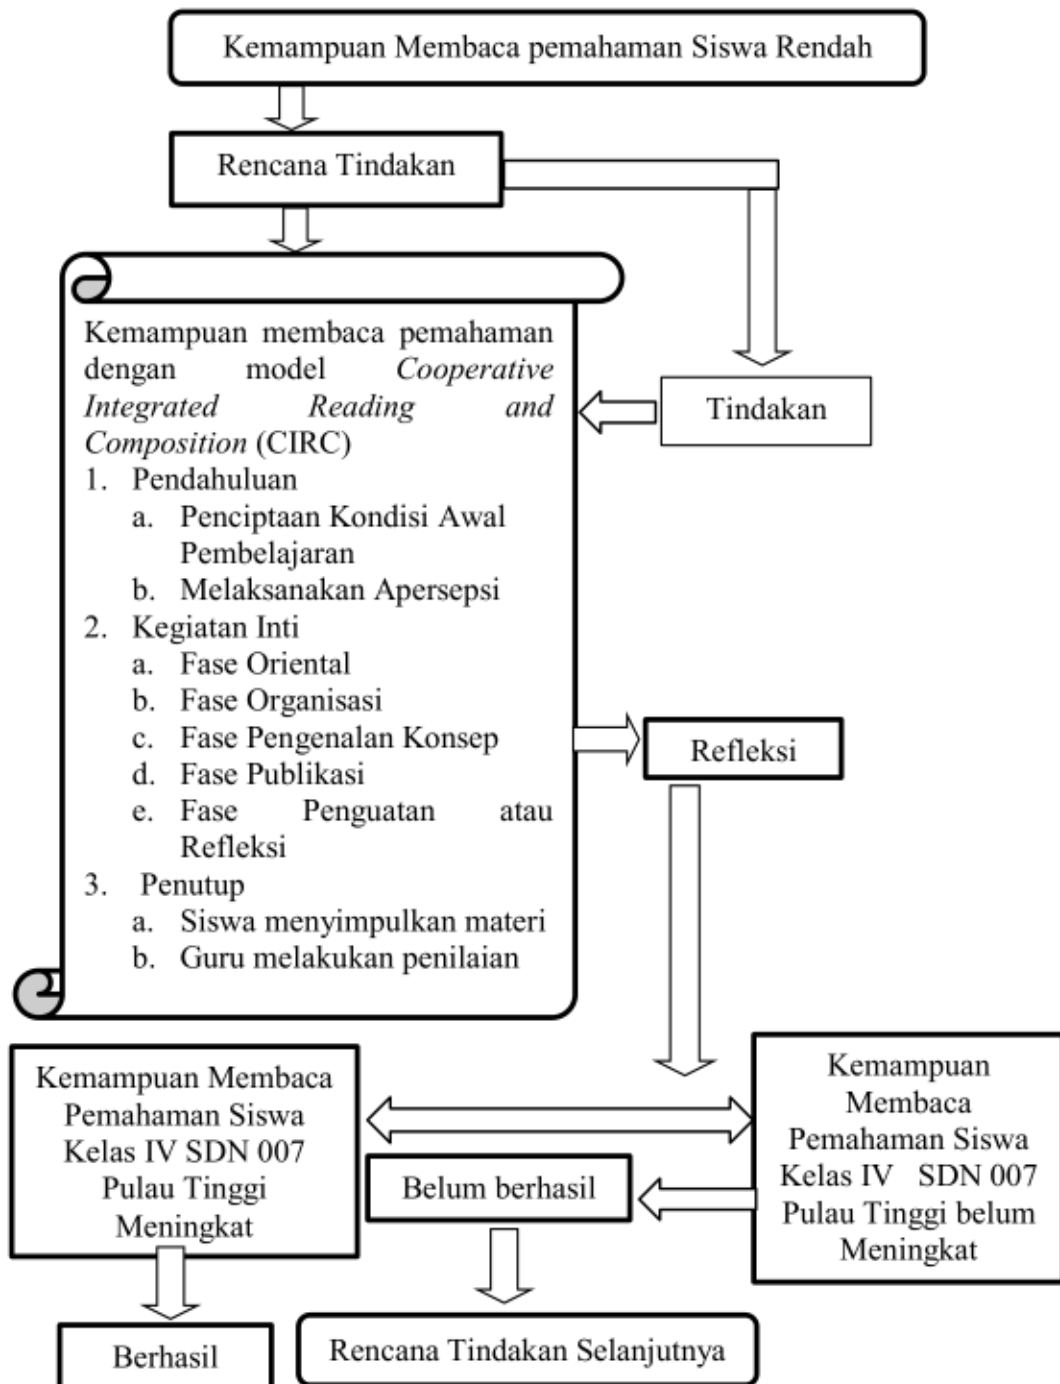 Kemampuan Membaca pemahaman Siswa Rendah
Rencana Tindakan
Kemampuan membaca pemahaman
dengan model Cooperative
Integrated Reading and
Composition (CIRC)
1. Pendahuluan
a. Penciptaan Kondisi Awal
Pembelajaran
b. Melaksanakan Apersepsi
2. Kegiatan Inti
a. Fase Oriental
b. Fase Organisasi
c. Fase Pengenalan Konsep
d. Fase Publikasi
e. Fase Penguatan atau
Refleksi
3. Penutup
a. Siswa menyimpulkan materi
b. Guru melakukan penilaian
Tindakan
Refleksi
Kemampuan Membaca
Pemahaman Siswa
Kelas IV SDN 007
Pulau Tinggi
Meningkat
Belum berhasil
Kemampuan
Membaca
Pemahaman Siswa
Kelas IV SDN 007
Pulau Tinggi belum
Meningkat
Berhasil
Rencana Tindakan Selanjutnya